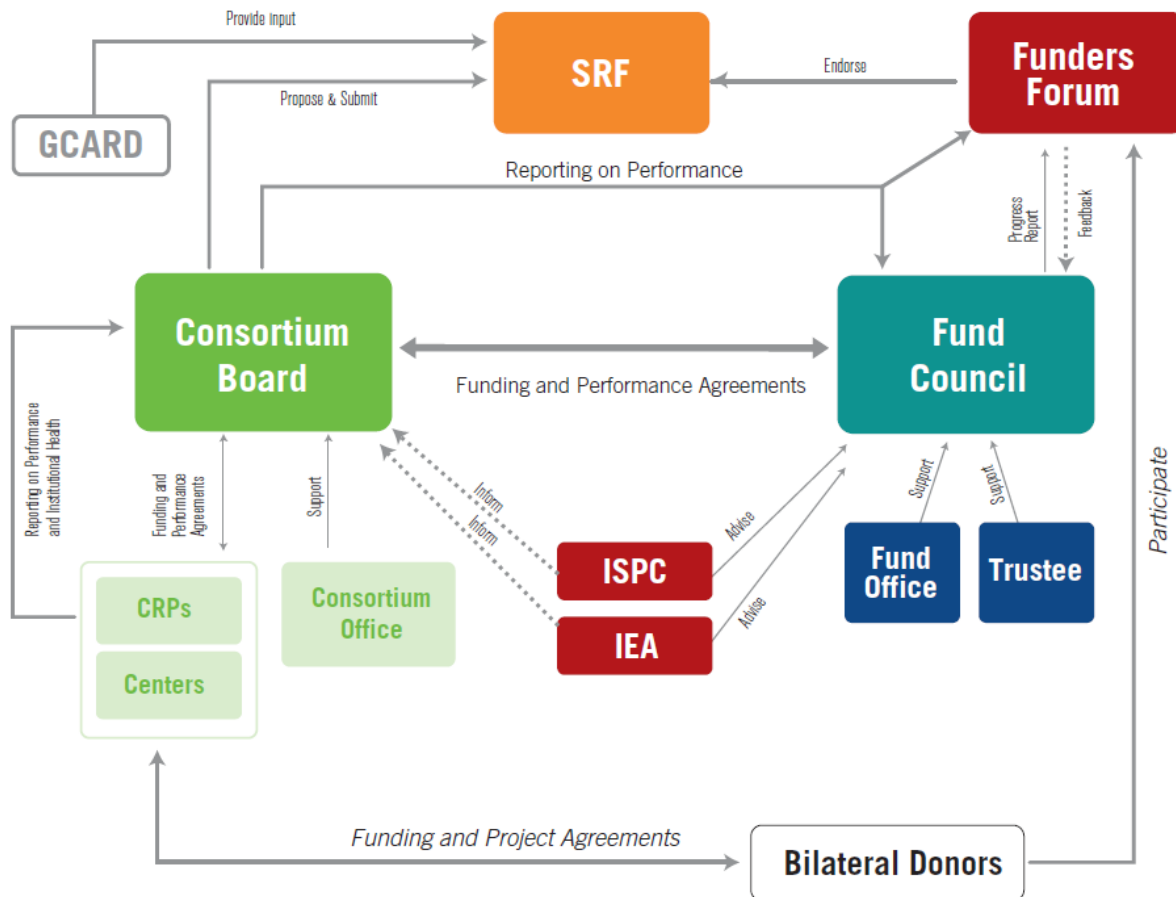 Provide input
SRF
Funders
Forum
Endorse
Propose & Submit
GCARD
Reporting on Performance
Progress
Report
Feedback
Consortium
Board
Fund
Council
Funding and Performance Agreements
Reporting on Performance
and Institutional Health
Funding and
Performance
Agreements
Support
Inform
Inform
Advise
Advise
Support
Support
Participate
ISPC
IEA
Fund
Office
Trustee
CRPs
Centers
Consortium
Office
Funding and Project Agreements
Bilateral Donors